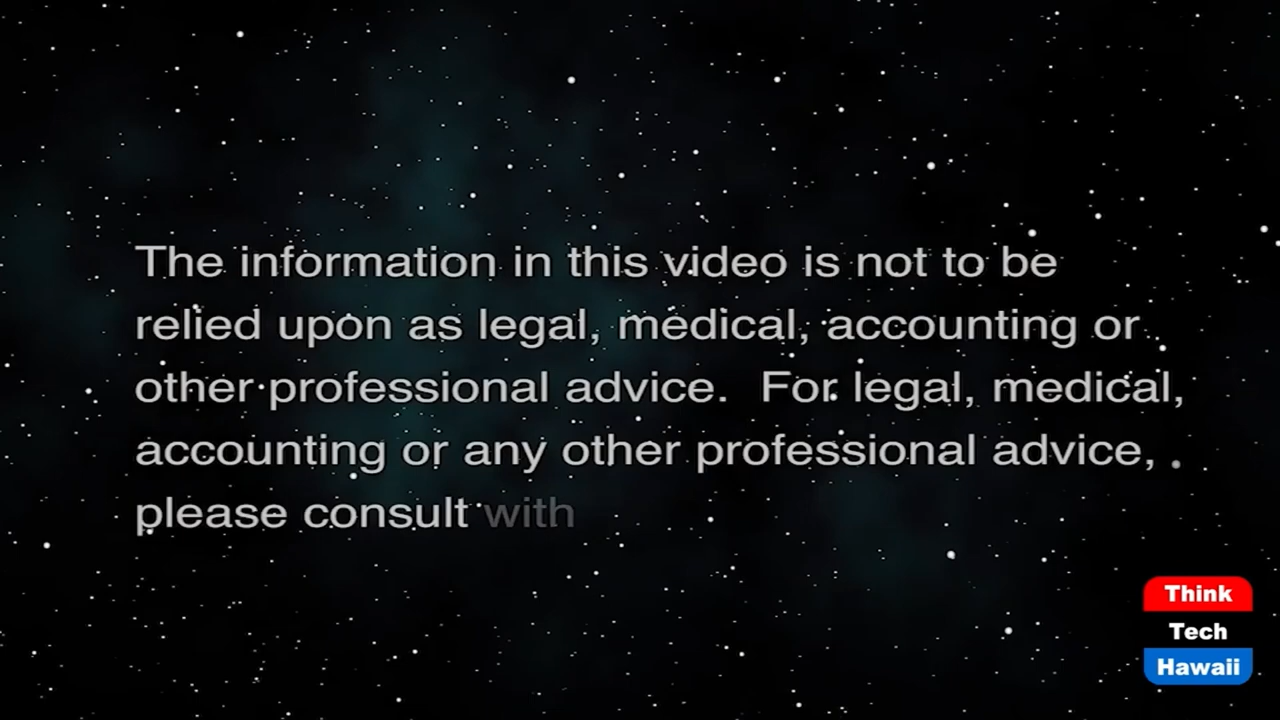 The information in this video is not to be
relied upon as legal, medical, accounting or
other professional advice.  For legal, medical,
accounting or any other professional advice,
please consult with
Think
Tech
Hawaii